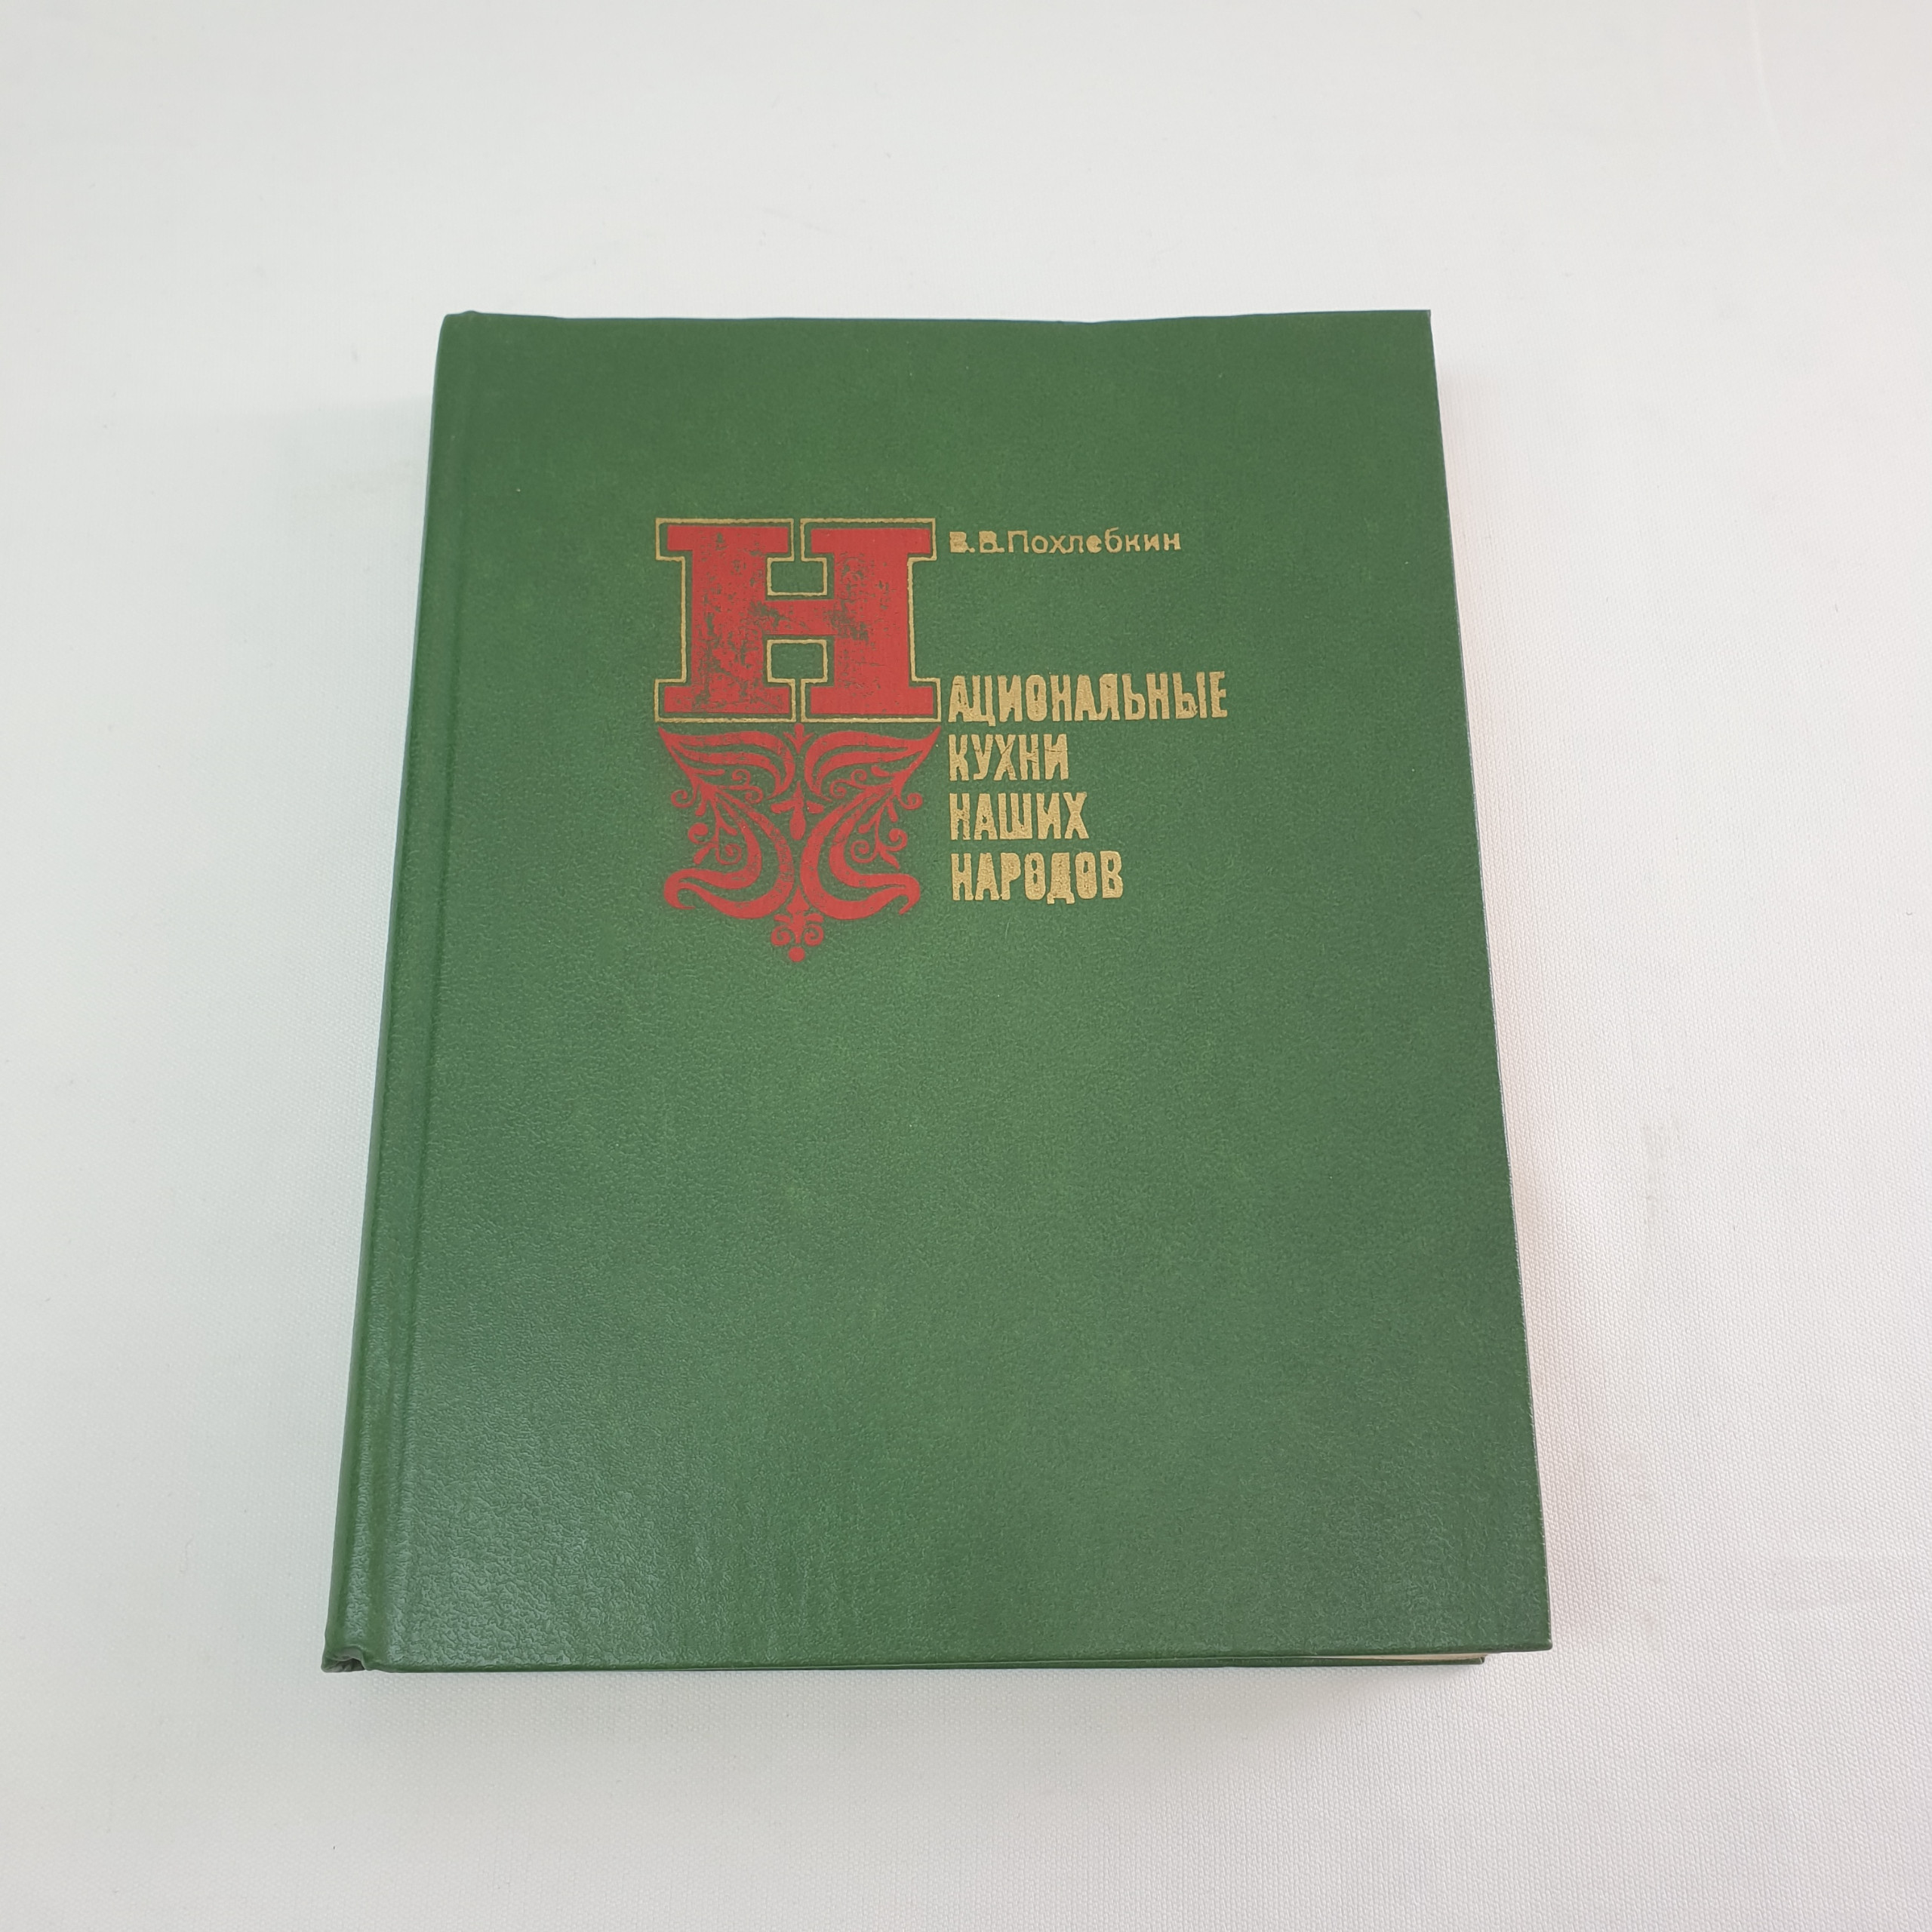 В.В.Похлебкин
НАЦИОНАЛЬНЫЕ
КУХНИ
НАШИХ
НАРОДОВ